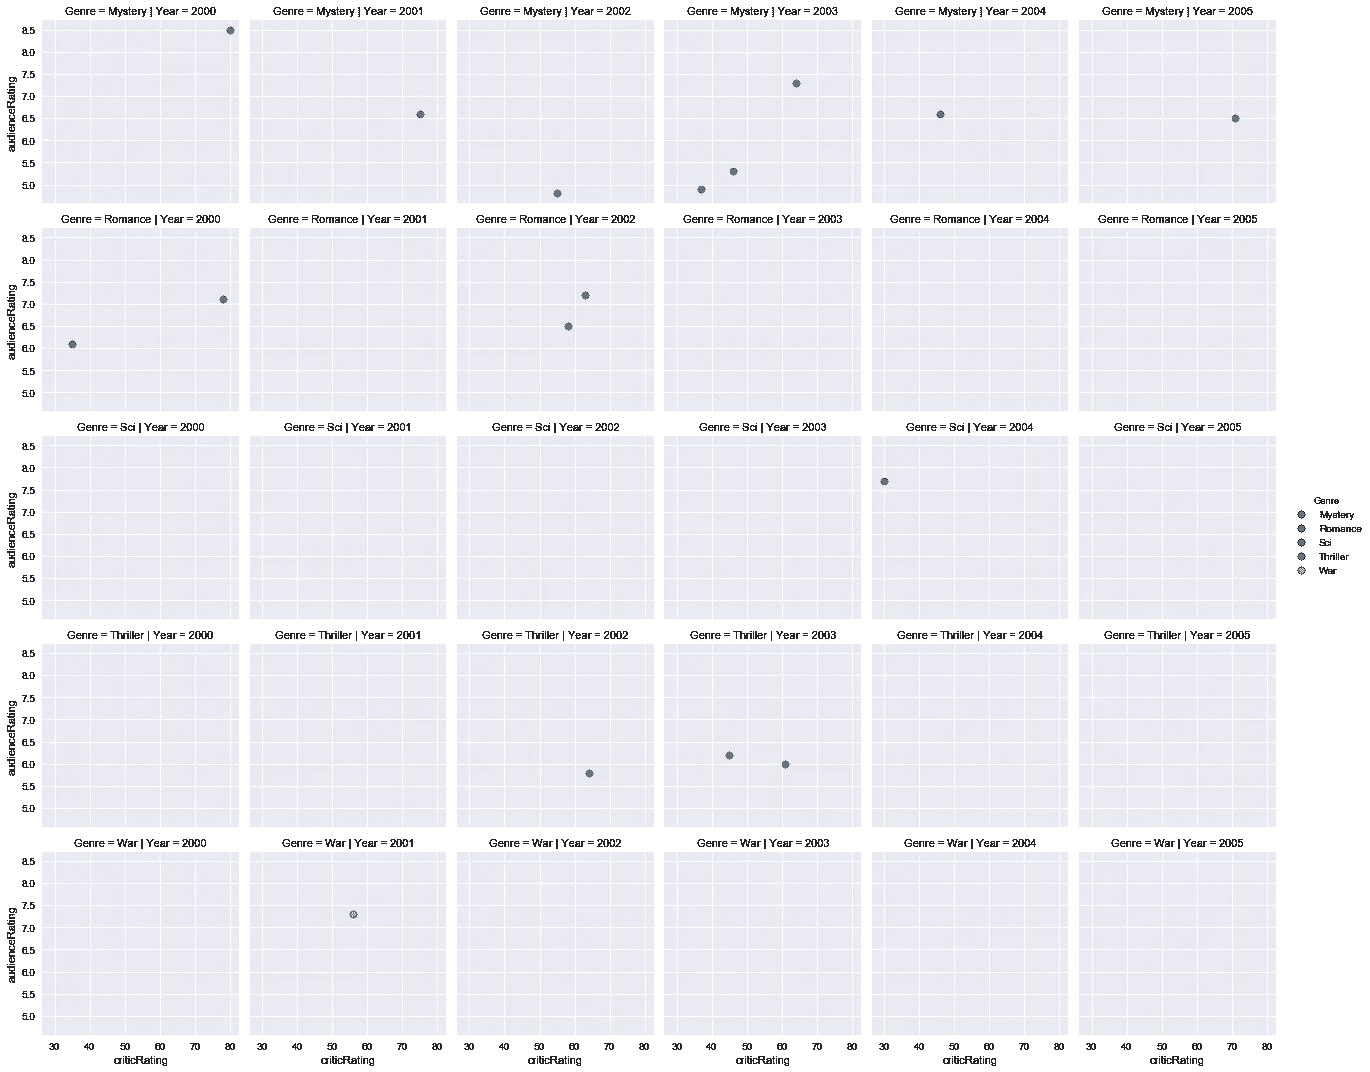 Genre = Mystery | Year = 2000 Genre = Mystery | Year = 2001 Genre = Mystery | Year = 2002 Genre = Mystery | Year = 2003 Genre = Mystery | Year = 2004 Genre = Mystery | Year = 2005
8.5
8.0
7.5
7.0
6.5
6.0
5.5
5.0
audienceRating
Genre = Romance | Year = 2000 Genre = Romance | Year = 2001 Genre = Romance | Year = 2002 Genre = Romance | Year = 2003 Genre = Romance | Year = 2004 Genre = Romance | Year = 2005
8.5
8.0
7.5
7.0
6.5
6.0
5.5
5.0
audienceRating
Genre = Sci | Year = 2000 Genre = Sci | Year = 2001 Genre = Sci | Year = 2002 Genre = Sci | Year = 2003 Genre = Sci | Year = 2004 Genre = Sci | Year = 2005
8.5
8.0
7.5
7.0
6.5
6.0
5.5
5.0
audienceRating
Genre
Mystery
Romance
Sci
Thriller
War
Genre = Thriller | Year = 2000 Genre = Thriller | Year = 2001 Genre = Thriller | Year = 2002 Genre = Thriller | Year = 2003 Genre = Thriller | Year = 2004 Genre = Thriller | Year = 2005
8.5
8.0
7.5
7.0
6.5
6.0
5.5
5.0
audienceRating
Genre = War | Year = 2000 Genre = War | Year = 2001 Genre = War | Year = 2002 Genre = War | Year = 2003 Genre = War | Year = 2004 Genre = War | Year = 2005
8.5
8.0
7.5
7.0
6.5
6.0
5.5
5.0
audienceRating
30 40 50 60 70 80 30 40 50 60 70 80 30 40 50 60 70 80 30 40 50 60 70 80 30 40 50 60 70 80 30 40 50 60 70 80
criticRating criticRating criticRating criticRating criticRating criticRating